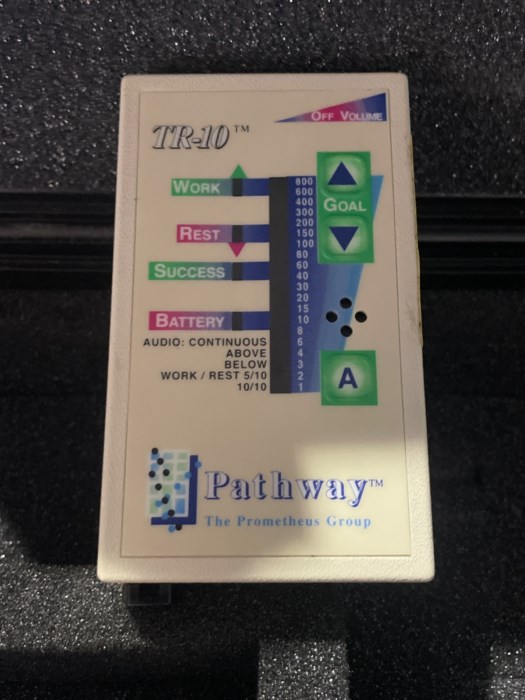 OFF VOLUME
TR-10™
WORK
REST
SUCCESS
BATTERY
AUDIO: CONTINUOUS
ABOVE
BELOW
WORK / REST 5/10
10/10
800
600
400
300
200
150
100
80
60
40
30
20
15
10
8
6
4
3
2
1
GOAL
A
Pathway™
The Prometheus Group